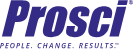 Prosci®
PEOPLE. CHANGE. RESULTS.™